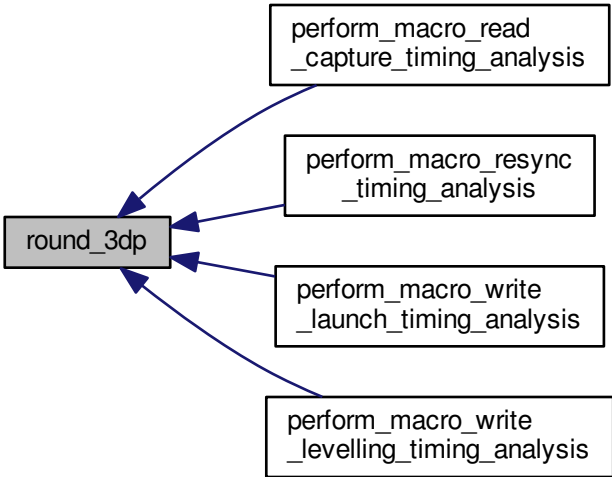 perform_macro_read
_capture_timing_analysis
perform_macro_resync
_timing_analysis
round_3dp
perform_macro_write
_launch_timing_analysis
perform_macro_write
_levelling_timing_analysis